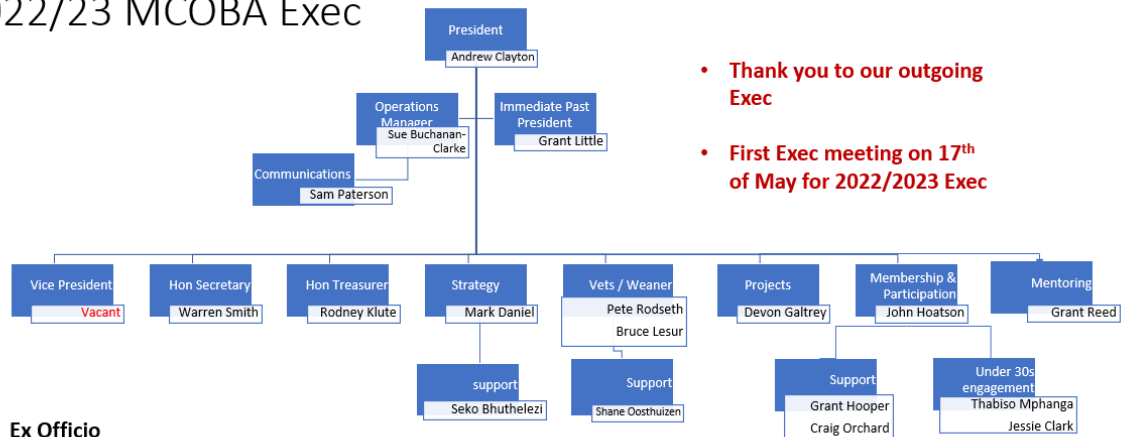 022/23 MCOBA Exec
President
Andrew Clayton
• Thank you to our outgoing
Exec
• First Exec meeting on 17th
of May for 2022/2023 Exec
Operations
Manager
Sue Buchanan-
Clarke
Immediate Past
President
Grant Little
Communications
Sam Paterson
Vice President
Vacant
Hon Secretary
Warren Smith
Hon Treasurer
Rodney Klute
Strategy
Mark Daniel
Vets / Weaner
Pete Rodseth
Bruce Lesur
Projects
Devon Galtrey
Membership &
Participation
John Hoatson
Mentoring
Grant Reed
support
Seko Bhuthelezi
Support
Shane Oosthuizen
Support
Grant Hooper
Craig Orchard
Under 30s
engagement
Thabiso Mphanga
Jessie Clark
Ex Officio